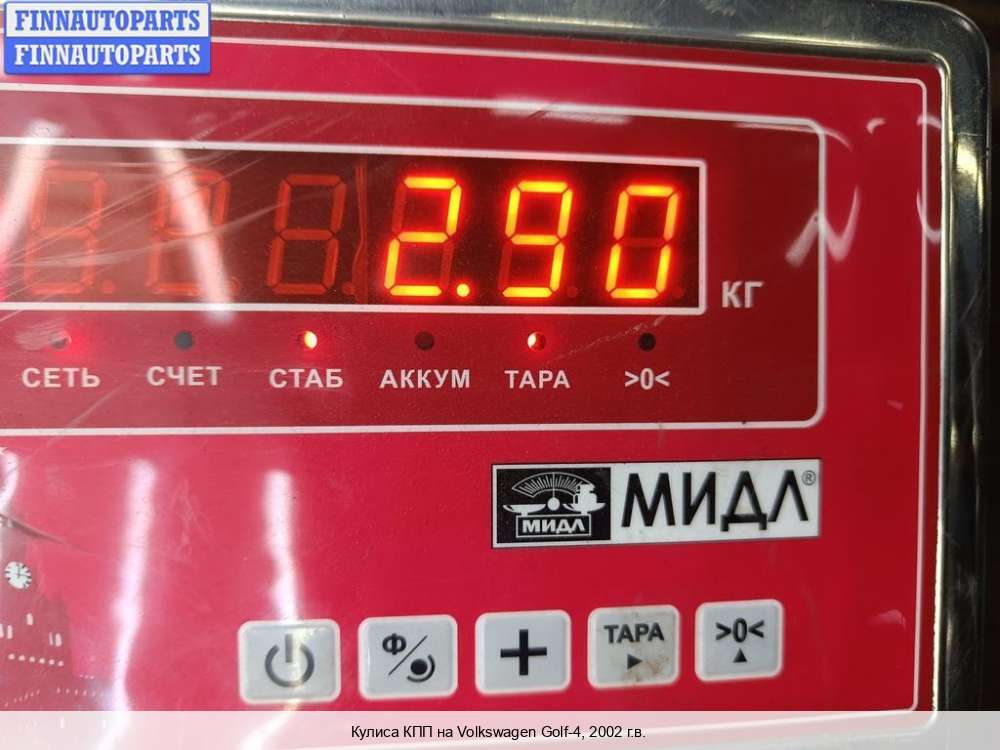 FINNAUTOPARTS
FINNAUTOPARTS
2.90
КГ
СЕТЬ СЧЕТ СТАБ АККУМ ТАРА >0<
МИДЛ МИДЛ®
Ф ТАРА >0<
Кулиса КПП на Volkswagen Golf-4, 2002 г.в.